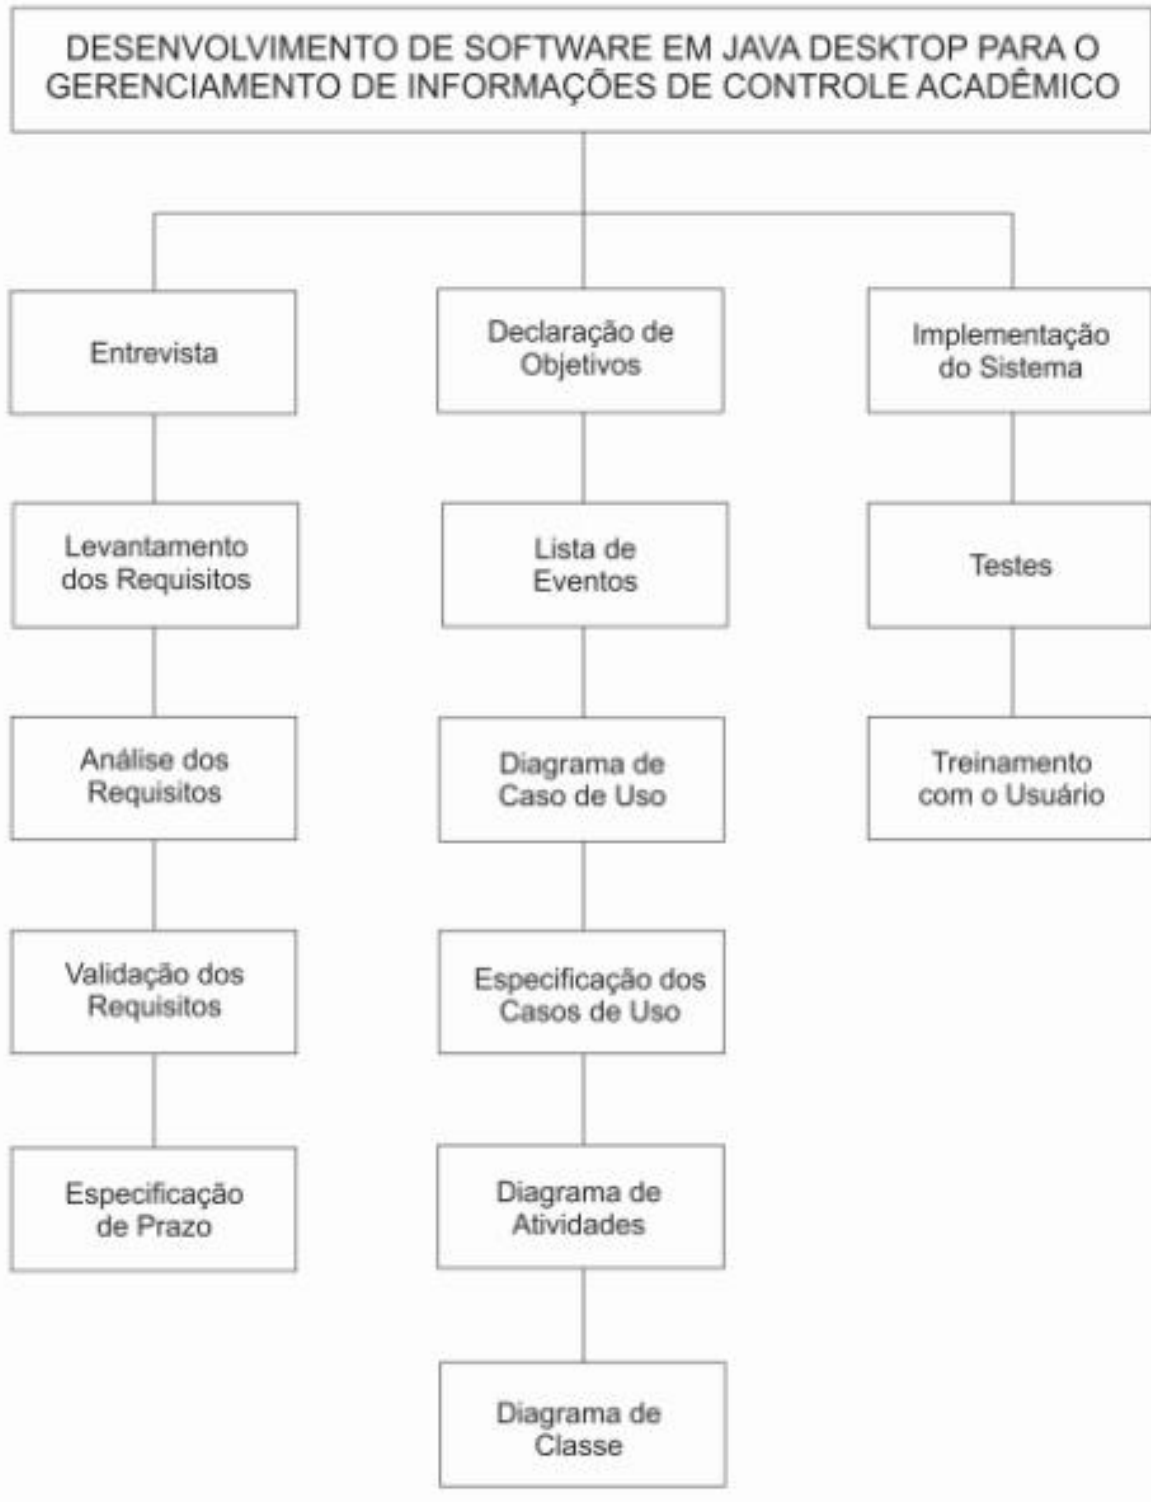 DESENVOLVIMENTO DE SOFTWARE EM JAVA DESKTOP PARA O
GERENCIAMENTO DE INFORMAÇÕES DE CONTROLE ACADÊMICO
Entrevista
Levantamento
dos Requisitos
Análise dos
Requisitos
Validação dos
Requisitos
Especificação
de Prazo
Declaração de
Objetivos
Lista de
Eventos
Diagrama de
Caso de Uso
Especificação dos
Casos de Uso
Diagrama de
Atividades
Diagrama de
Classe
Implementação
do Sistema
Testes
Treinamento
com o Usuário